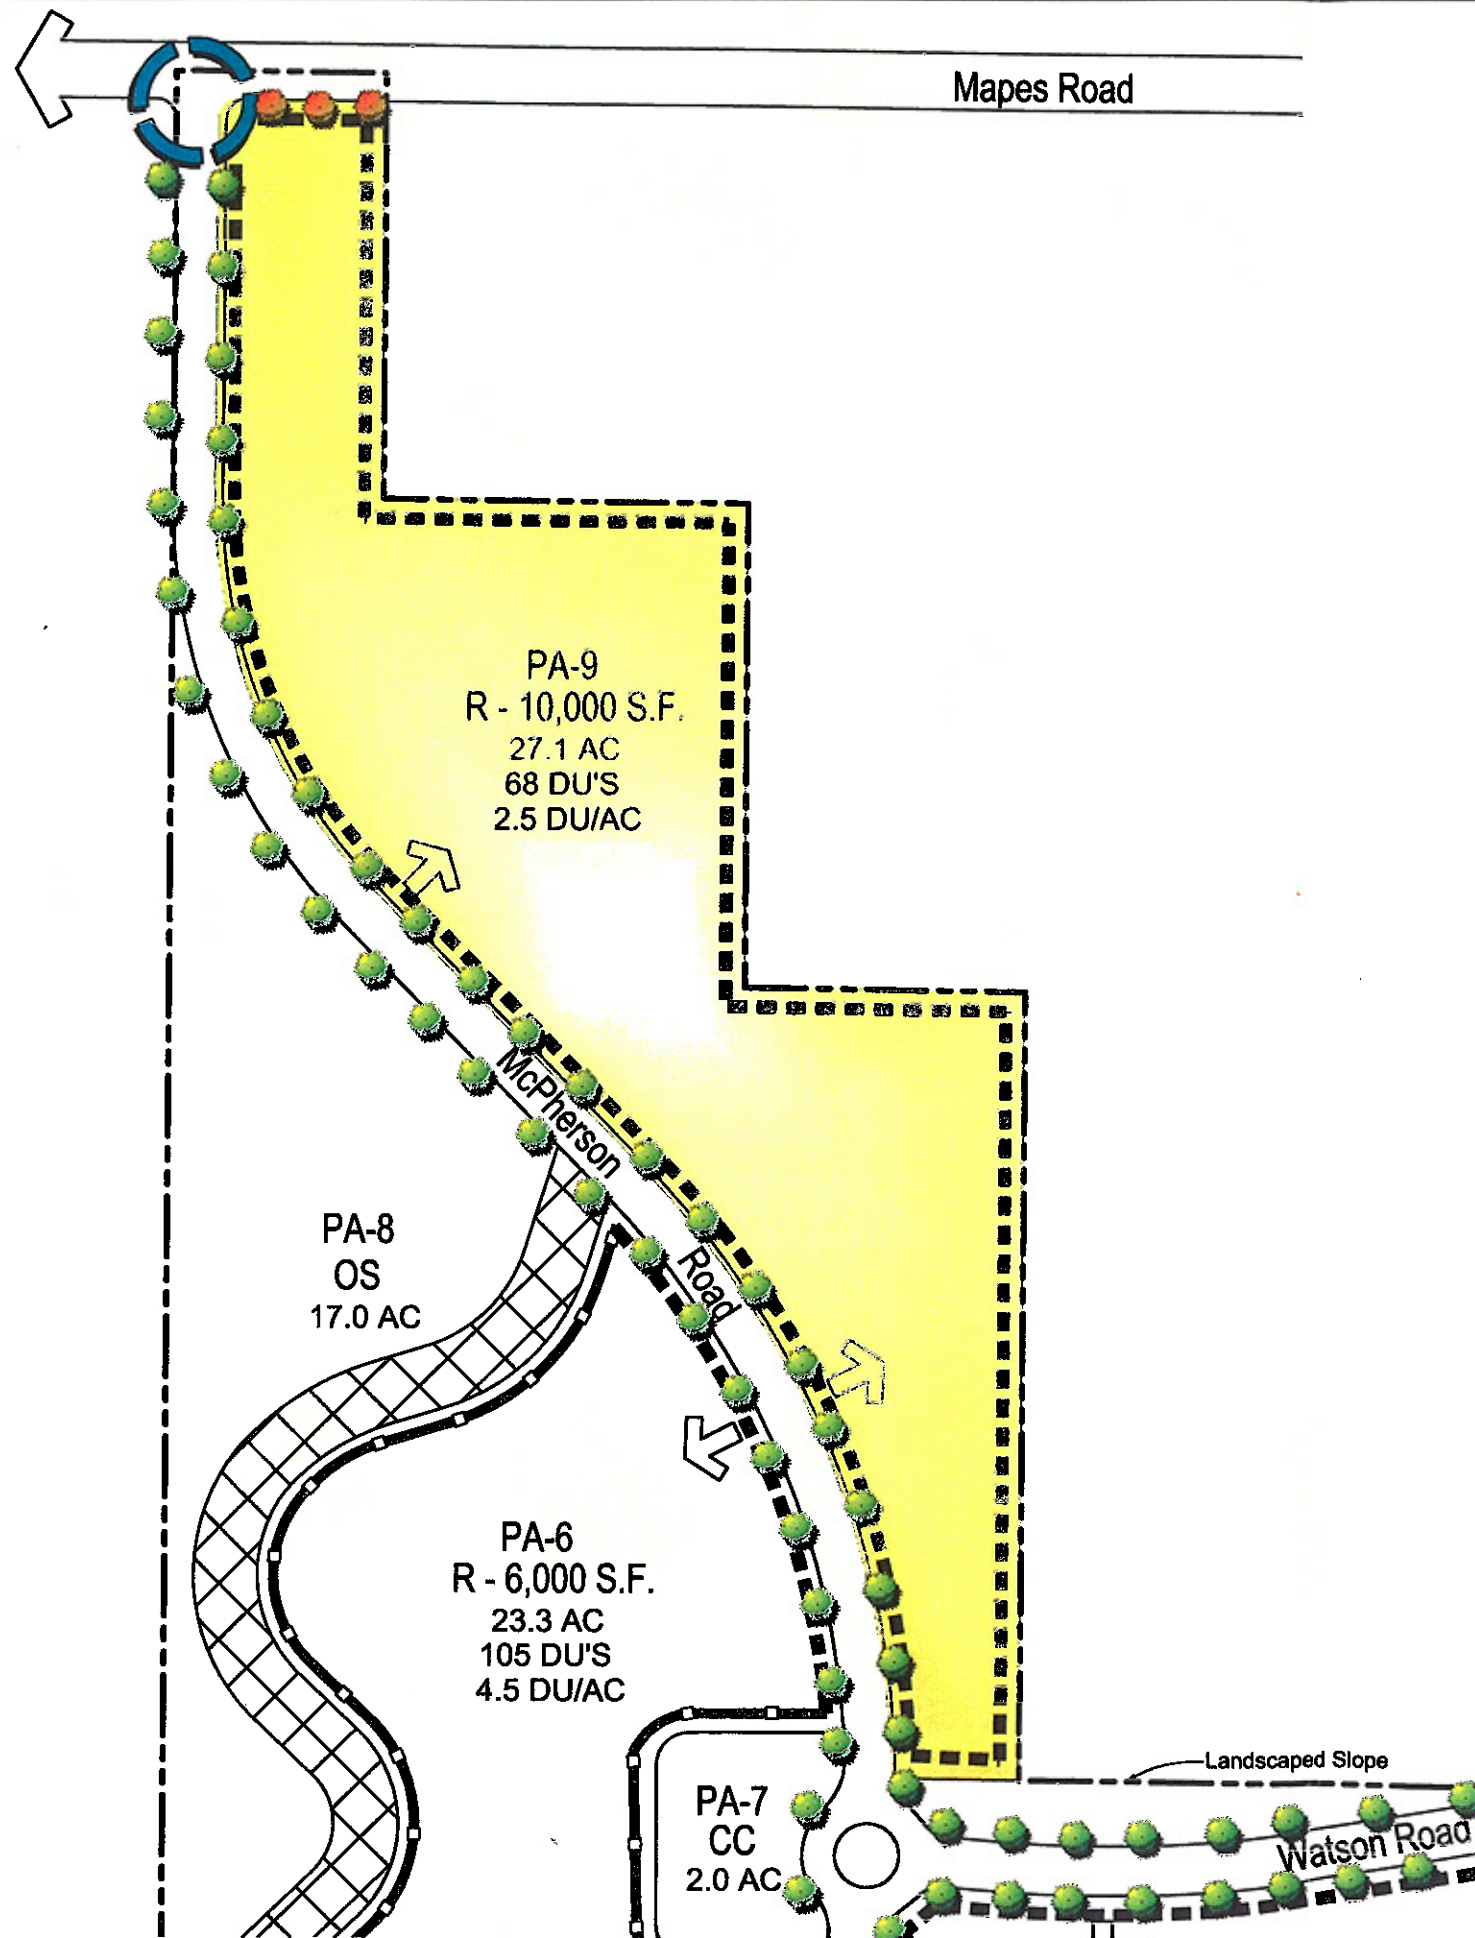 Mapes Road
PA-9
R - 10,000 S.F.
27.1 AC
68 DU'S
2.5 DU/AC
McPherson
Road
PA-8
OS
17.0 AC
PA-6
R - 6,000 S.F.
23.3 AC
105 DU'S
4.5 DU/AC
Landscaped Slope
PA-7
CC
2.0 AC
Watson Road